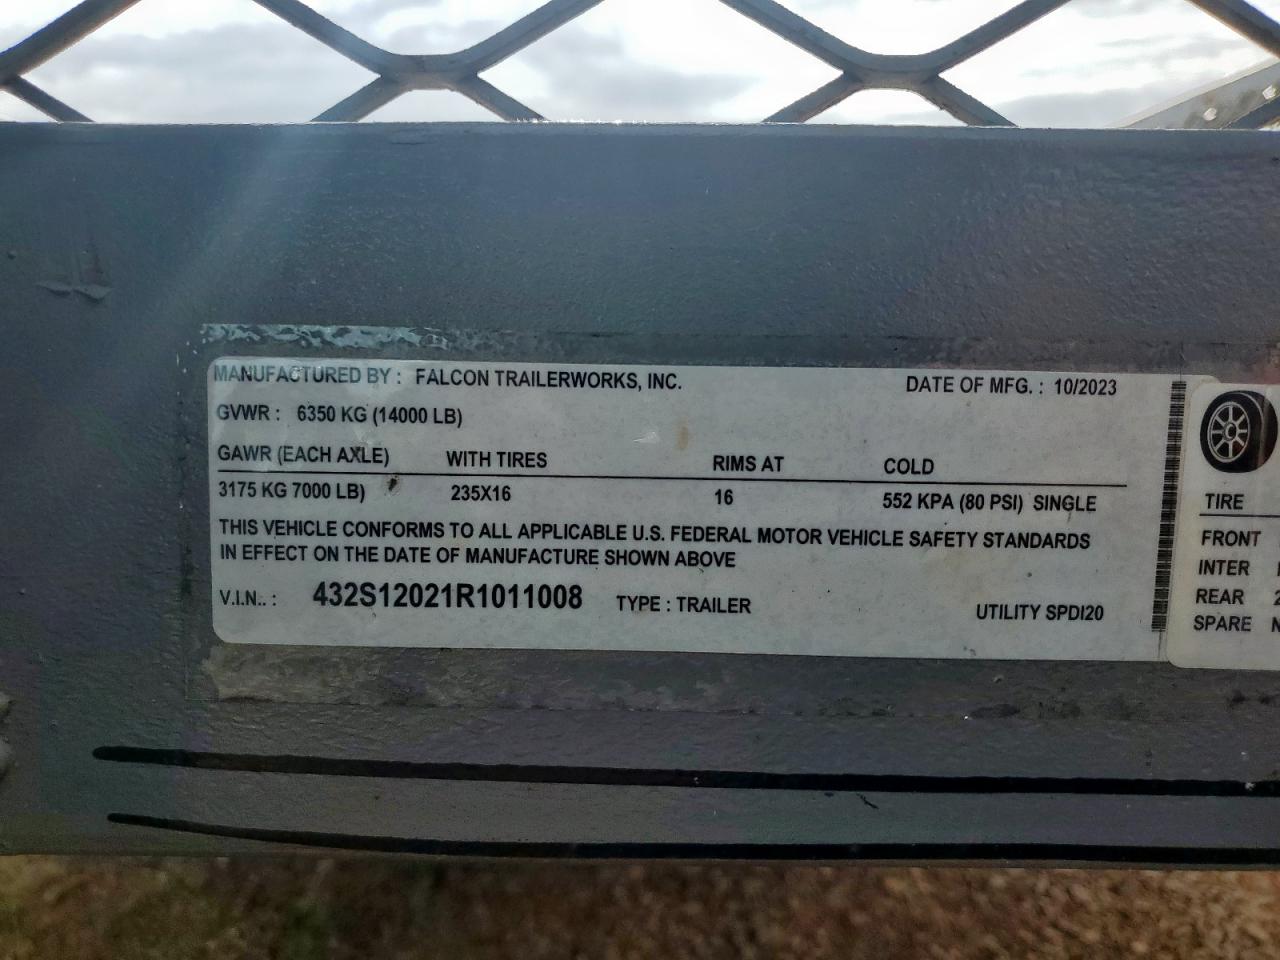 MANUFACTURED BY : FALCON TRAILERWORKS, INC. DATE OF MFG. : 10/2023
GVWR : 6350 KG (14000 LB)
GAWR (EACH AXLE) WITH TIRES RIMS AT COLD
3175 KG 7000 LB) 235X16 16 552 KPA (80 PSI) SINGLE
THIS VEHICLE CONFORMS TO ALL APPLICABLE U.S. FEDERAL MOTOR VEHICLE SAFETY STANDARDS
IN EFFECT ON THE DATE OF MANUFACTURE SHOWN ABOVE
V.I.N.. : 432S12021R1011008 TYPE : TRAILER UTILITY SPDI20
TIRE
FRONT
INTER
REAR 2
SPARE N